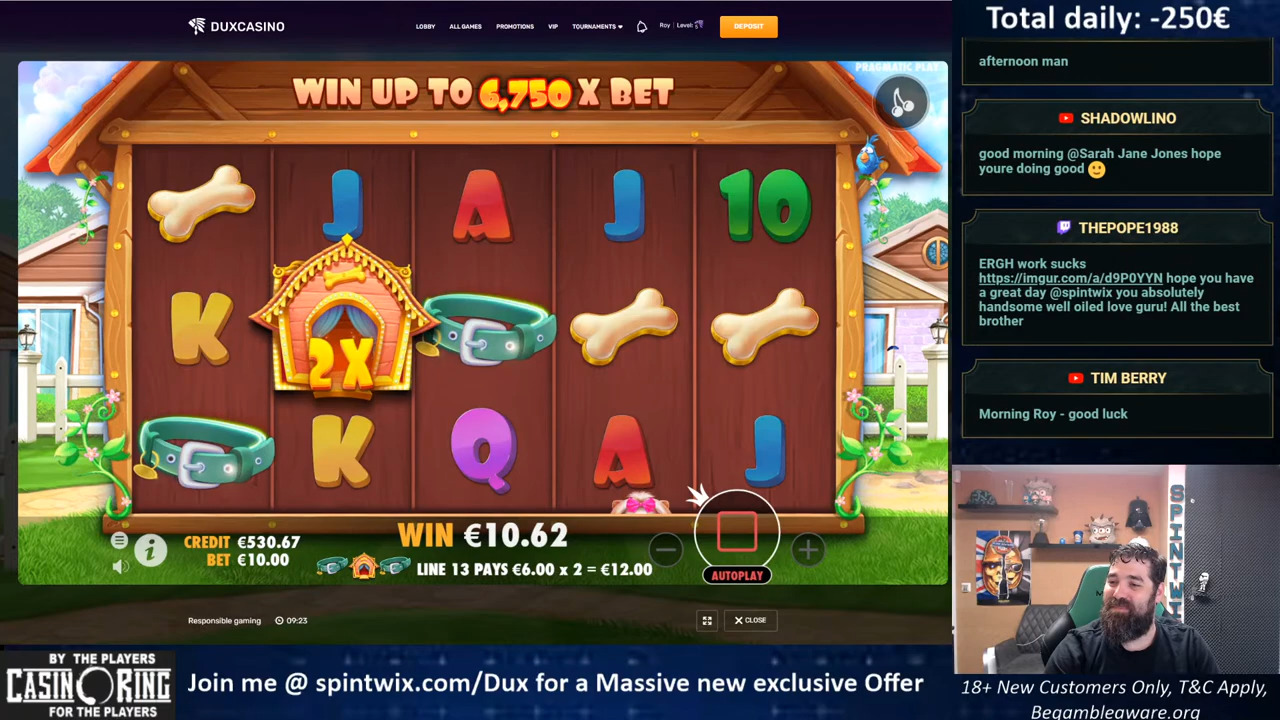 DUXCASINO
LOBBY
ALL GAMES
PROMOTIONS
VIP
TOURNAMENTS
Roy
Level:
DEPOSIT
PRAGMATIC PLAY
WIN UP TO 6,750 X BET
J
A
J
10
K
2X
K
Q
A
J
CREDIT €530.67
BET €10.00
WIN €10.62
LINE 13 PAYS €6.00 x 2 = €12.00
AUTOPLAY
Responsible gaming
09:23
CLOSE
Total daily: -250€
afternoon man
SHADOWLINO
good morning @Sarah Jane Jones hope
youre doing good
THEPOPE1988
ERGH work sucks
https://imgur.com/a/d9P0YYN hope you have
a great day @spintwix you absolutely
handsome well oiled love guru! All the best
brother
TIM BERRY
Morning Roy - good luck
SPINTWI
BY THE PLAYERS
CASINO RING
FOR THE PLAYERS
Join me @ spintwix.com/Dux for a Massive new exclusive Offer
18+ New Customers Only, T&C Apply,
Begambleaware.org